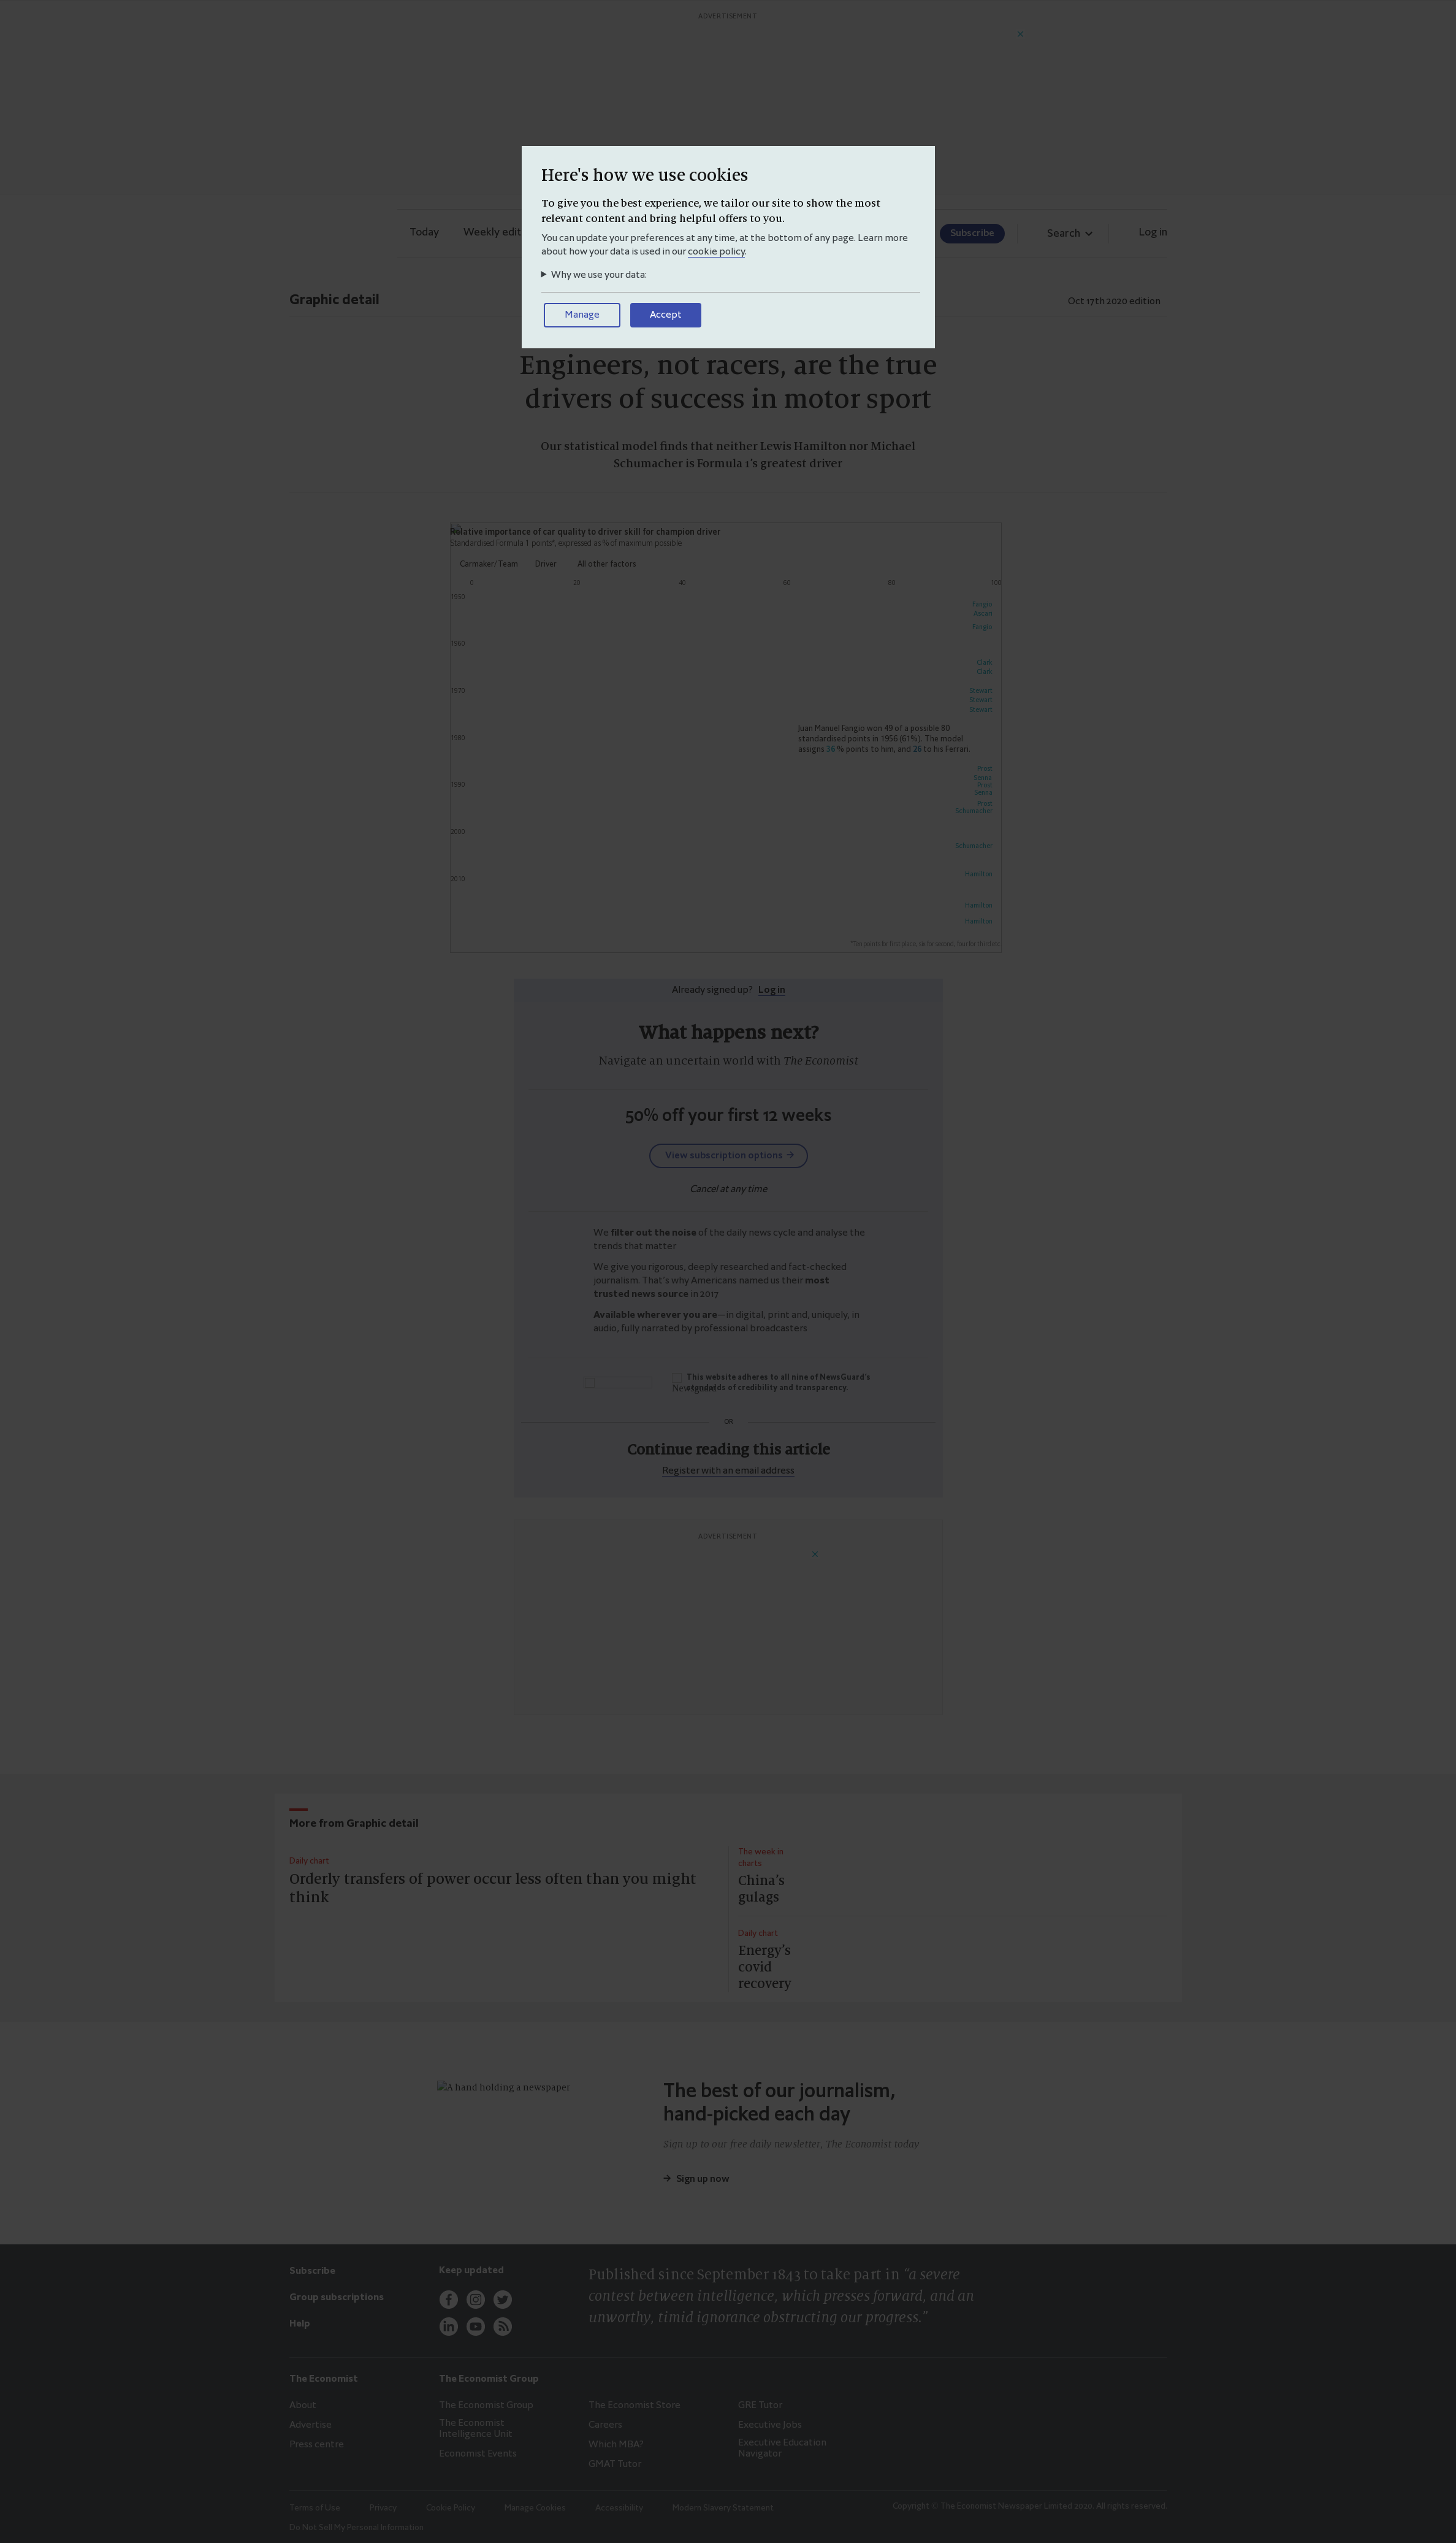 ADVERTISEMENT
Here's how we use cookies
To give you the best experience, we tailor our site to show the most
relevant content and bring helpful offers to you.
You can update your preferences at any time, at the bottom of any page. Learn more
about how your data is used in our cookie policy.
Why we use your data:
Manage
Accept
Today
Weekly edit
Subscribe
Search
Log in
Graphic detail
Oct 17th 2020 edition
Engineers, not racers, are the true
drivers of success in motor sport
Our statistical model finds that neither Lewis Hamilton nor Michael
Schumacher is Formula 1's greatest driver
Relative importance of car quality to driver skill for champion driver
Standardised Formula 1 points*, expressed as % of maximum possible
Carmaker/Team Driver All other factors
0 20 40 60 80 100
1950
Fangio
Ascari
Fangio
1960
Clark
Clark
1970
Stewart
Stewart
Stewart
Juan Manuel Fangio won 49 of a possible 80
1980
standardised points in 1956 (61%). The model
assigns 36 % points to him, and 26 to his Ferrari.
Prost
Senna
1990
Prost
Senna
Prost
Schumacher
2000
Schumacher
Hamilton
2010
Hamilton
Hamilton
Already signed up? Log in
What happens next?
Navigate an uncertain world with The Economist
50% off your first 12 weeks
View subscription options
Cancel at any time
We filter out the noise of the daily news cycle and analyse the
trends that matter
We give you rigorous, deeply researched and fact-checked
journalism. That's why Americans named us their most
trusted news source in 2017
Available wherever you are—in digital, print and, uniquely, in
audio, fully narrated by professional broadcasters
This website adheres to all nine of NewsGuard's
standards of credibility and transparency.
OR
Continue reading this article
Register with an email address
ADVERTISEMENT
More from Graphic detail
Daily chart
Orderly transfers of power occur less often than you might
think
The week in
charts
China's
gulags
Daily chart
Energy's
covid
recovery
A hand holding a newspaper
The best of our journalism,
hand-picked each day
Sign up to our free daily newsletter, The Economist today
Sign up now
Subscribe
Group subscriptions
Help
Keep updated
Published since September 1843 to take part in "a severe
contest between intelligence, which presses forward, and an
unworthy, timid ignorance obstructing our progress."
The Economist
About
Advertise
Press centre
The Economist Group
The Economist Group
The Economist
Intelligence Unit
Economist Events
The Economist Store
Careers
Which MBA?
GMAT Tutor
GRE Tutor
Executive Jobs
Executive Education
Navigator
Terms of Use
Privacy
Cookie Policy
Manage Cookies
Accessibility
Modern Slavery Statement
Do Not Sell My Personal Information
Copyright © The Economist Newspaper Limited 2020. All rights reserved.